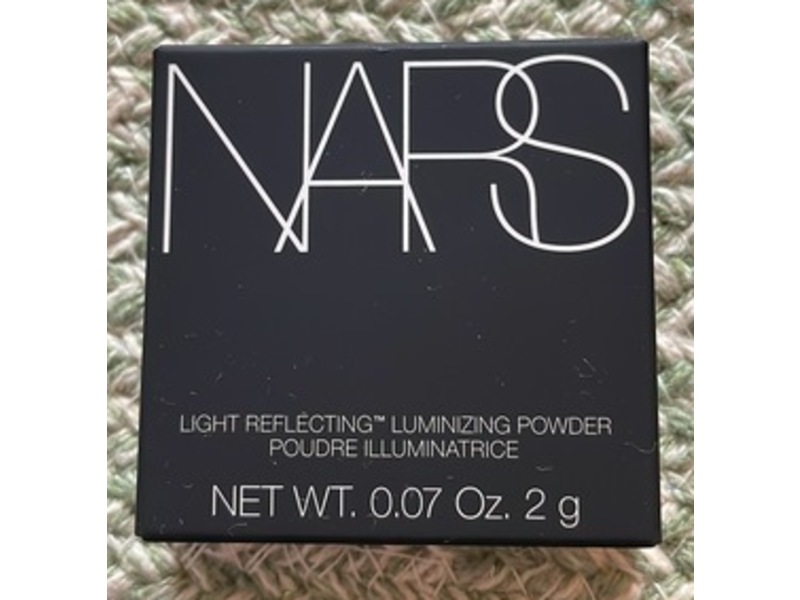 NARS
LIGHT REFLECTING™ LUMINIZING POWDER
POUDRE ILLUMINATRICE
NET WT. 0.07 Oz. 2 g